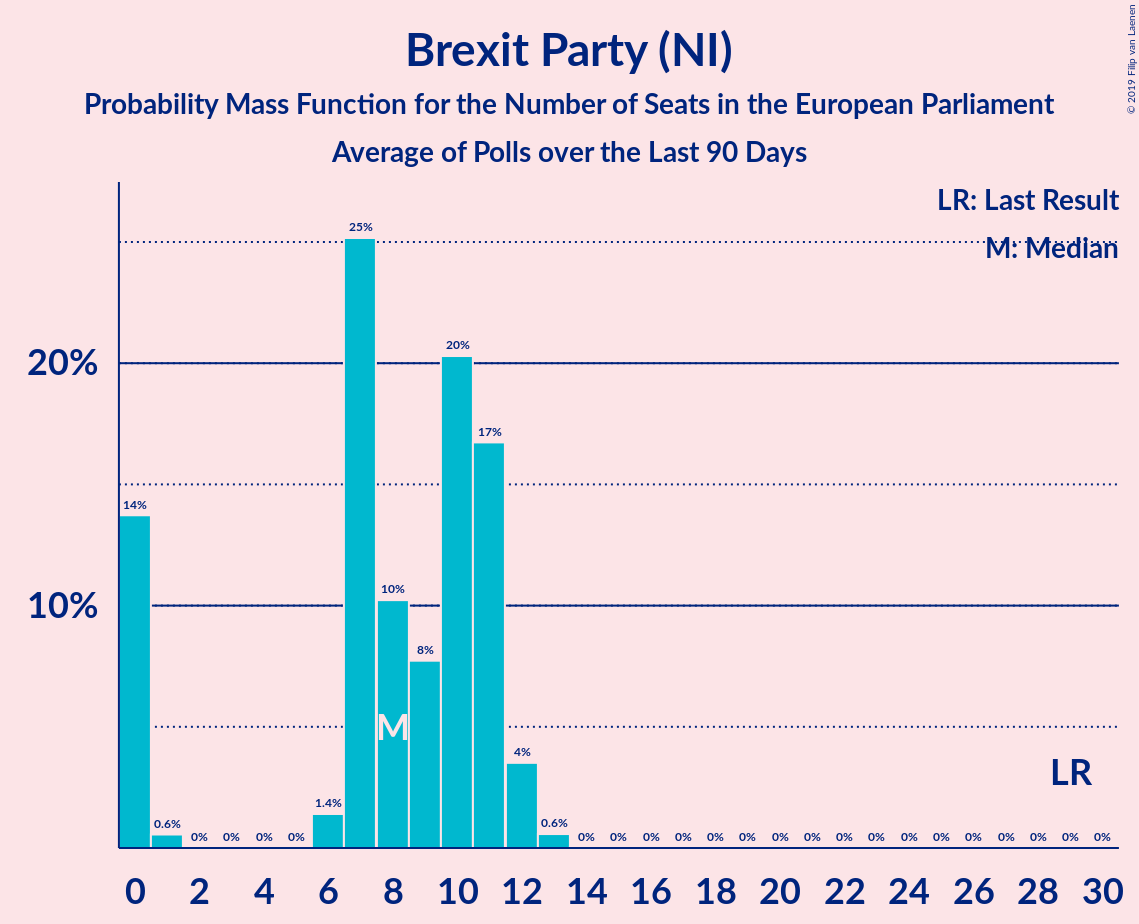 Brexit Party (NI)
Probability Mass Function for the Number of Seats in the European Parliament
Average of Polls over the Last 90 Days
© 2019 Filip van Laenen
LR: Last Result
M: Median
20%
10%
14% 0.6% 0% 0% 0% 0% 1.4% 25% 10% 8% 20% 17% 4% 0.6% 0% 0% 0% 0% 0% 0% 0% 0% 0% 0% 0% 0% 0% 0% 0% 0% 0%
M
LR
0 2 4 6 8 10 12 14 16 18 20 22 24 26 28 30